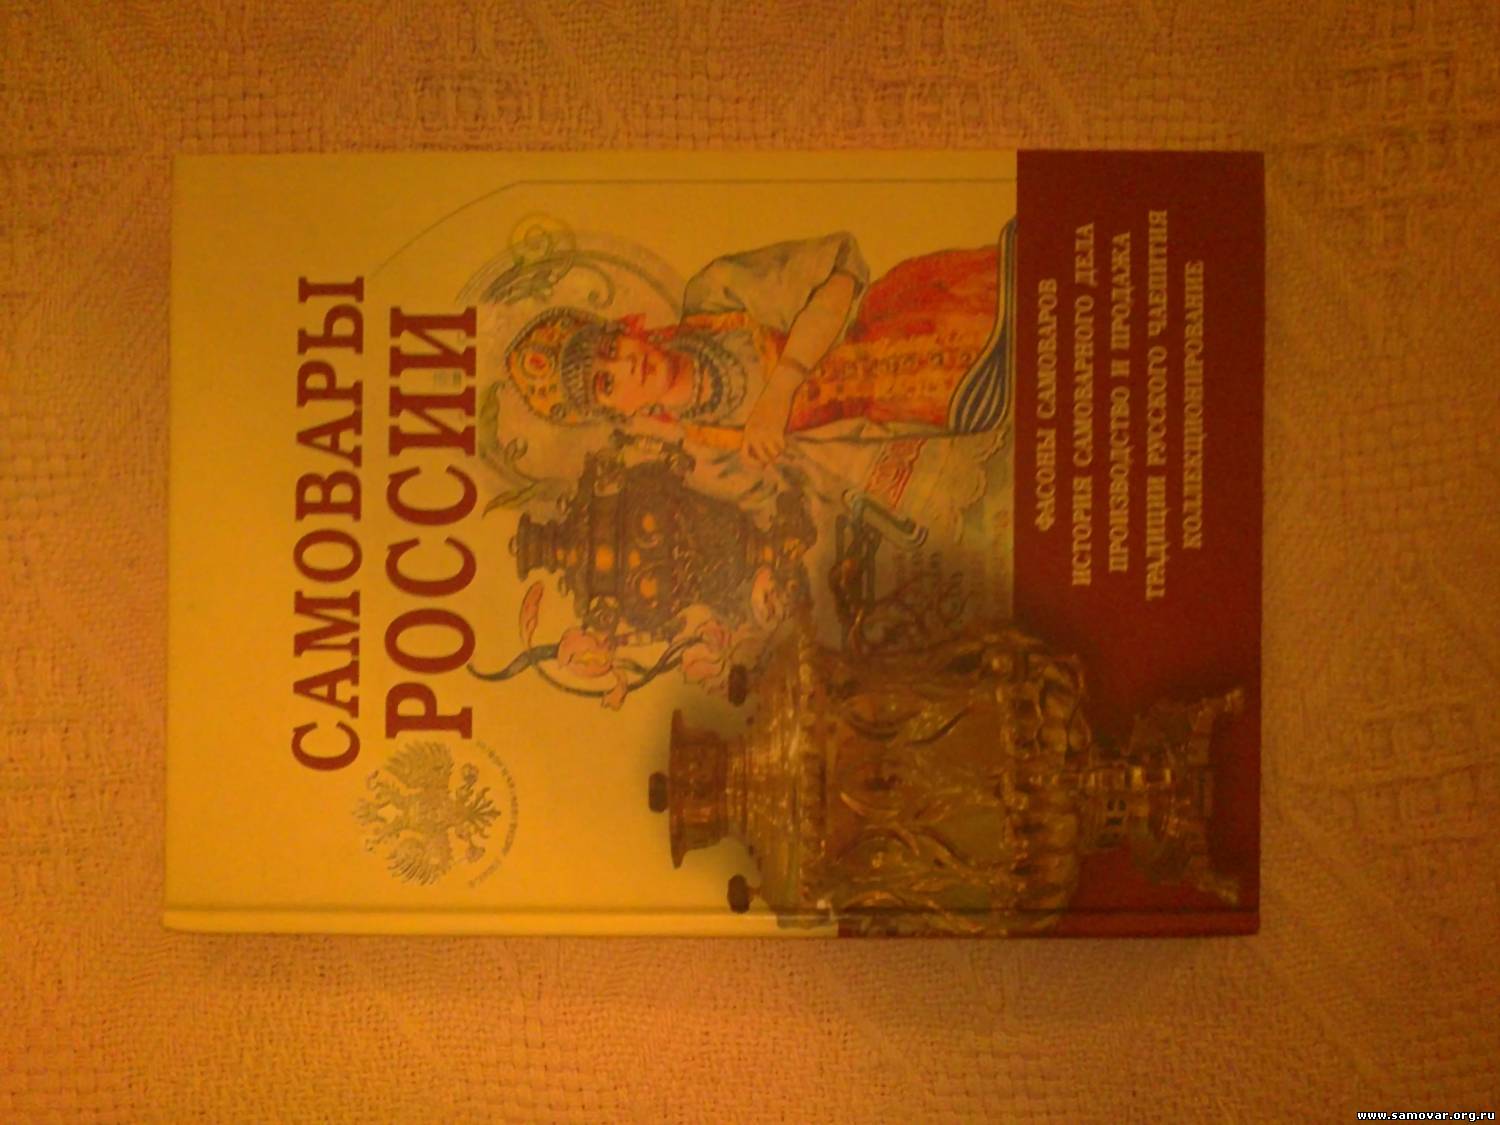 САМОВАРЫ
РОССИИ
ФАСОНЫ САМОВАРОВ
ИСТОРИЯ САМОВАРНОГО ДЕЛА
ПРОИЗВОДСТВО И ПРОДАЖА
ТРАДИЦИИ РУССКОГО ЧАЕПИТИЯ
КОЛЛЕКЦИОНИРОВАНИЕ
www.samovar.org.ru